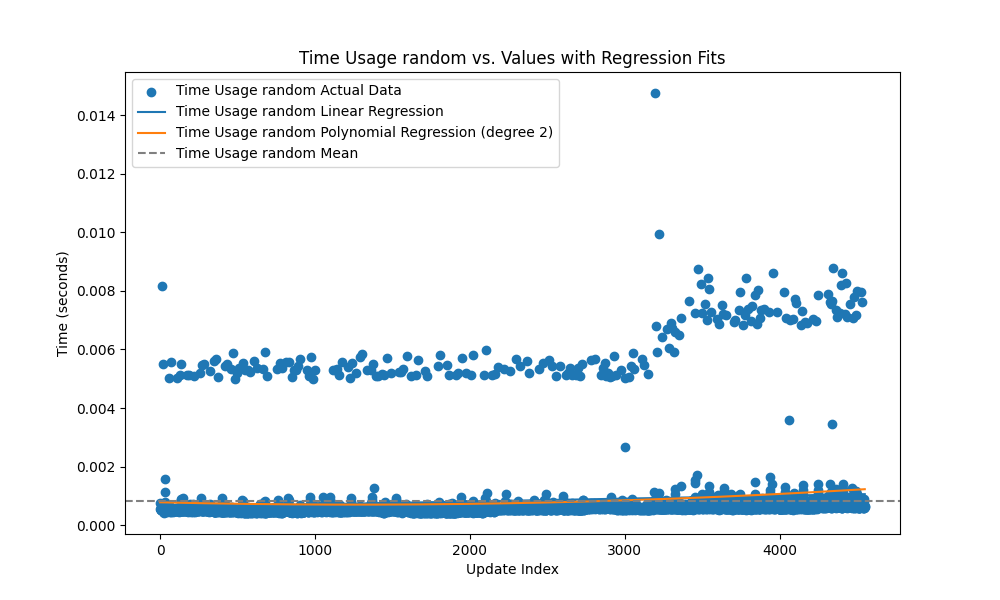 Time Usage random vs. Values with Regression Fits
Time Usage random Actual Data
Time Usage random Linear Regression
Time Usage random Polynomial Regression (degree 2)
Time Usage random Mean
0.014
0.012
0.010
0.008
0.006
0.004
0.002
0.000
Time (seconds)
0 1000 2000 3000 4000
Update Index